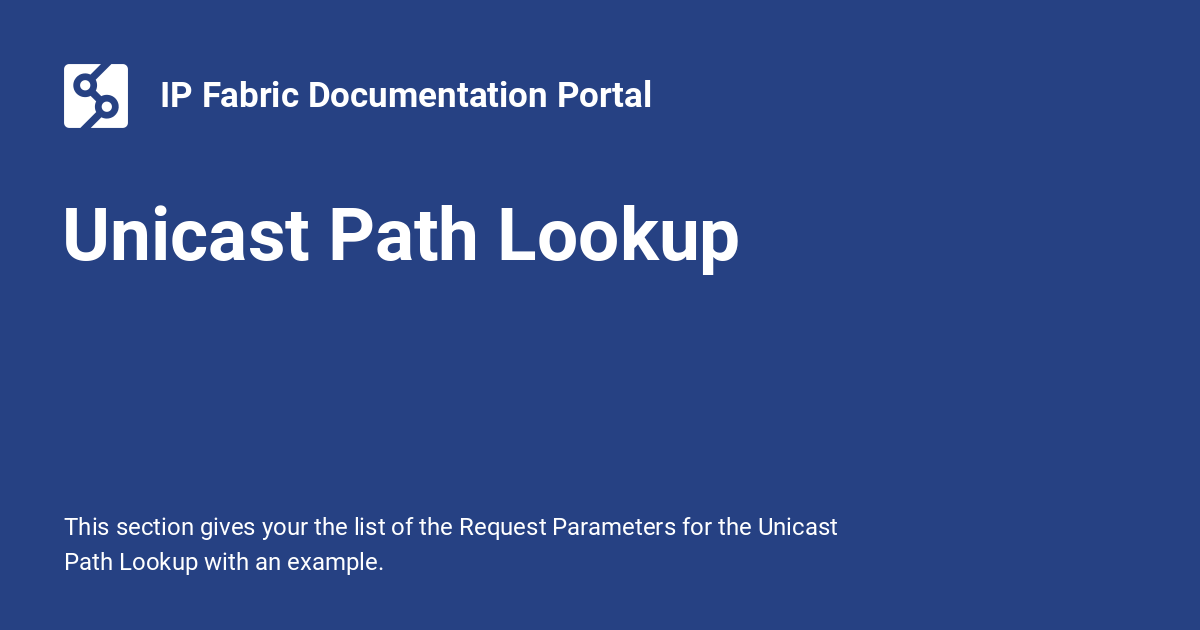 IP Fabric Documentation Portal
Unicast Path Lookup
This section gives your the list of the Request Parameters for the Unicast
Path Lookup with an example.